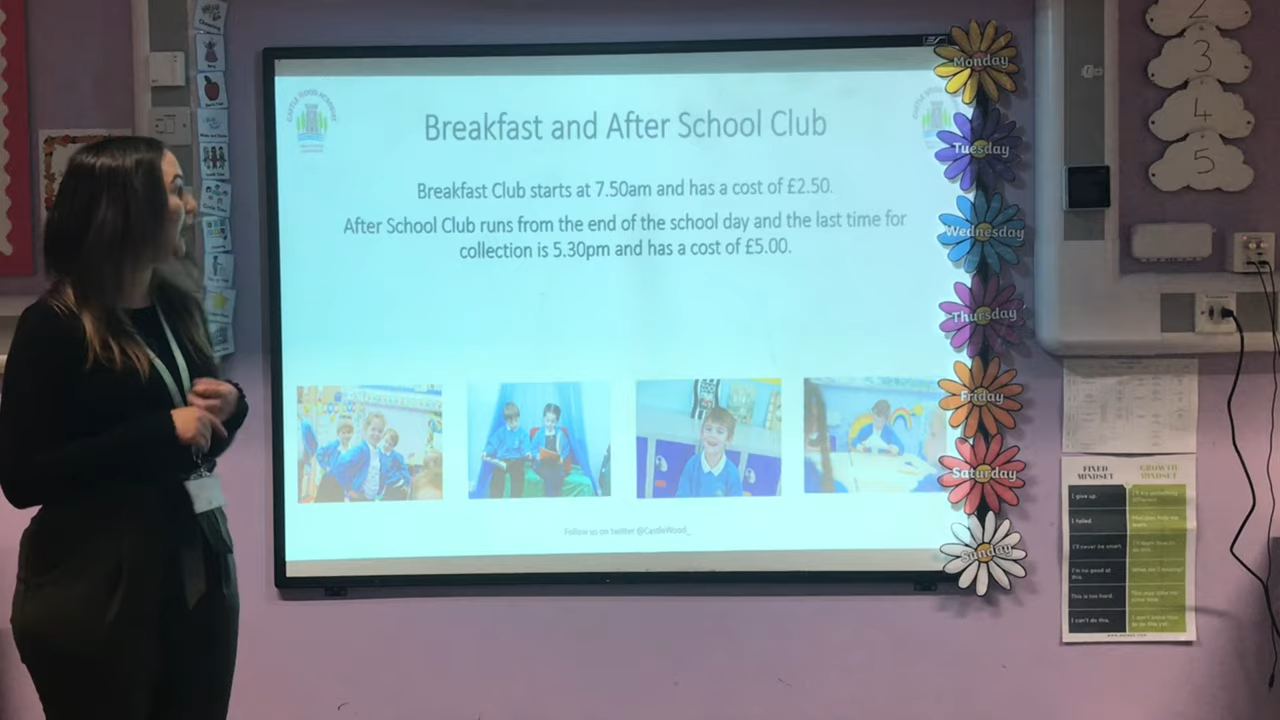 Breakfast and After School Club
Breakfast Club starts at 7.50am and has a cost of £2.50.
After School Club runs from the end of the school day and the last time for
collection is 5.30pm and has a cost of £5.00.
Follow us on twitter @CastleWood_
Monday
Tuesday
Wednesday
Thursday
Friday
Saturday
Sunday
2
3
4
5
FIXED MINDSET
GROWTH MINDSET
I give up.
I failed.
I'll never be smart.
I'm no good at
this.
This is too hard.
I can't do this.